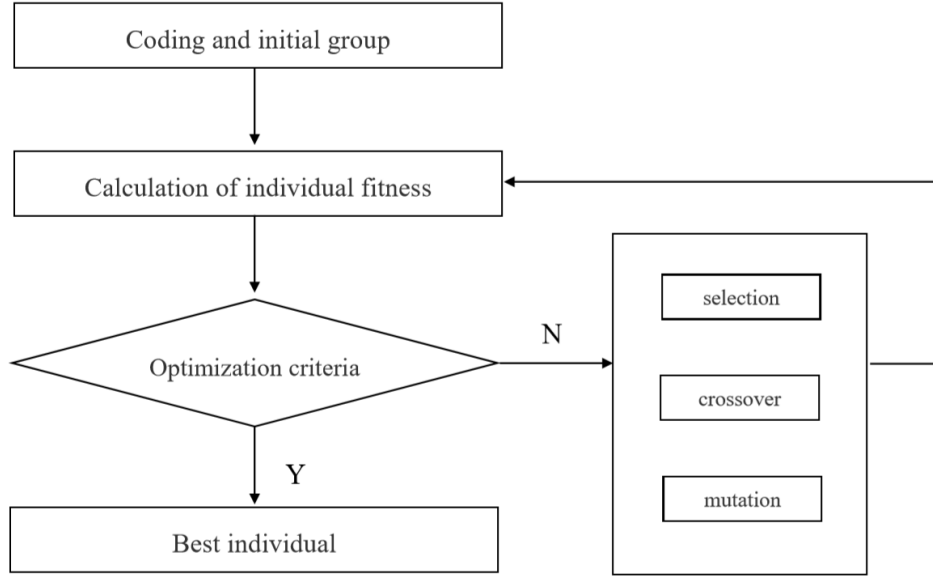 Coding and initial group
Calculation of individual fitness
Optimization criteria
N
selection
crossover
mutation
Y
Best individual